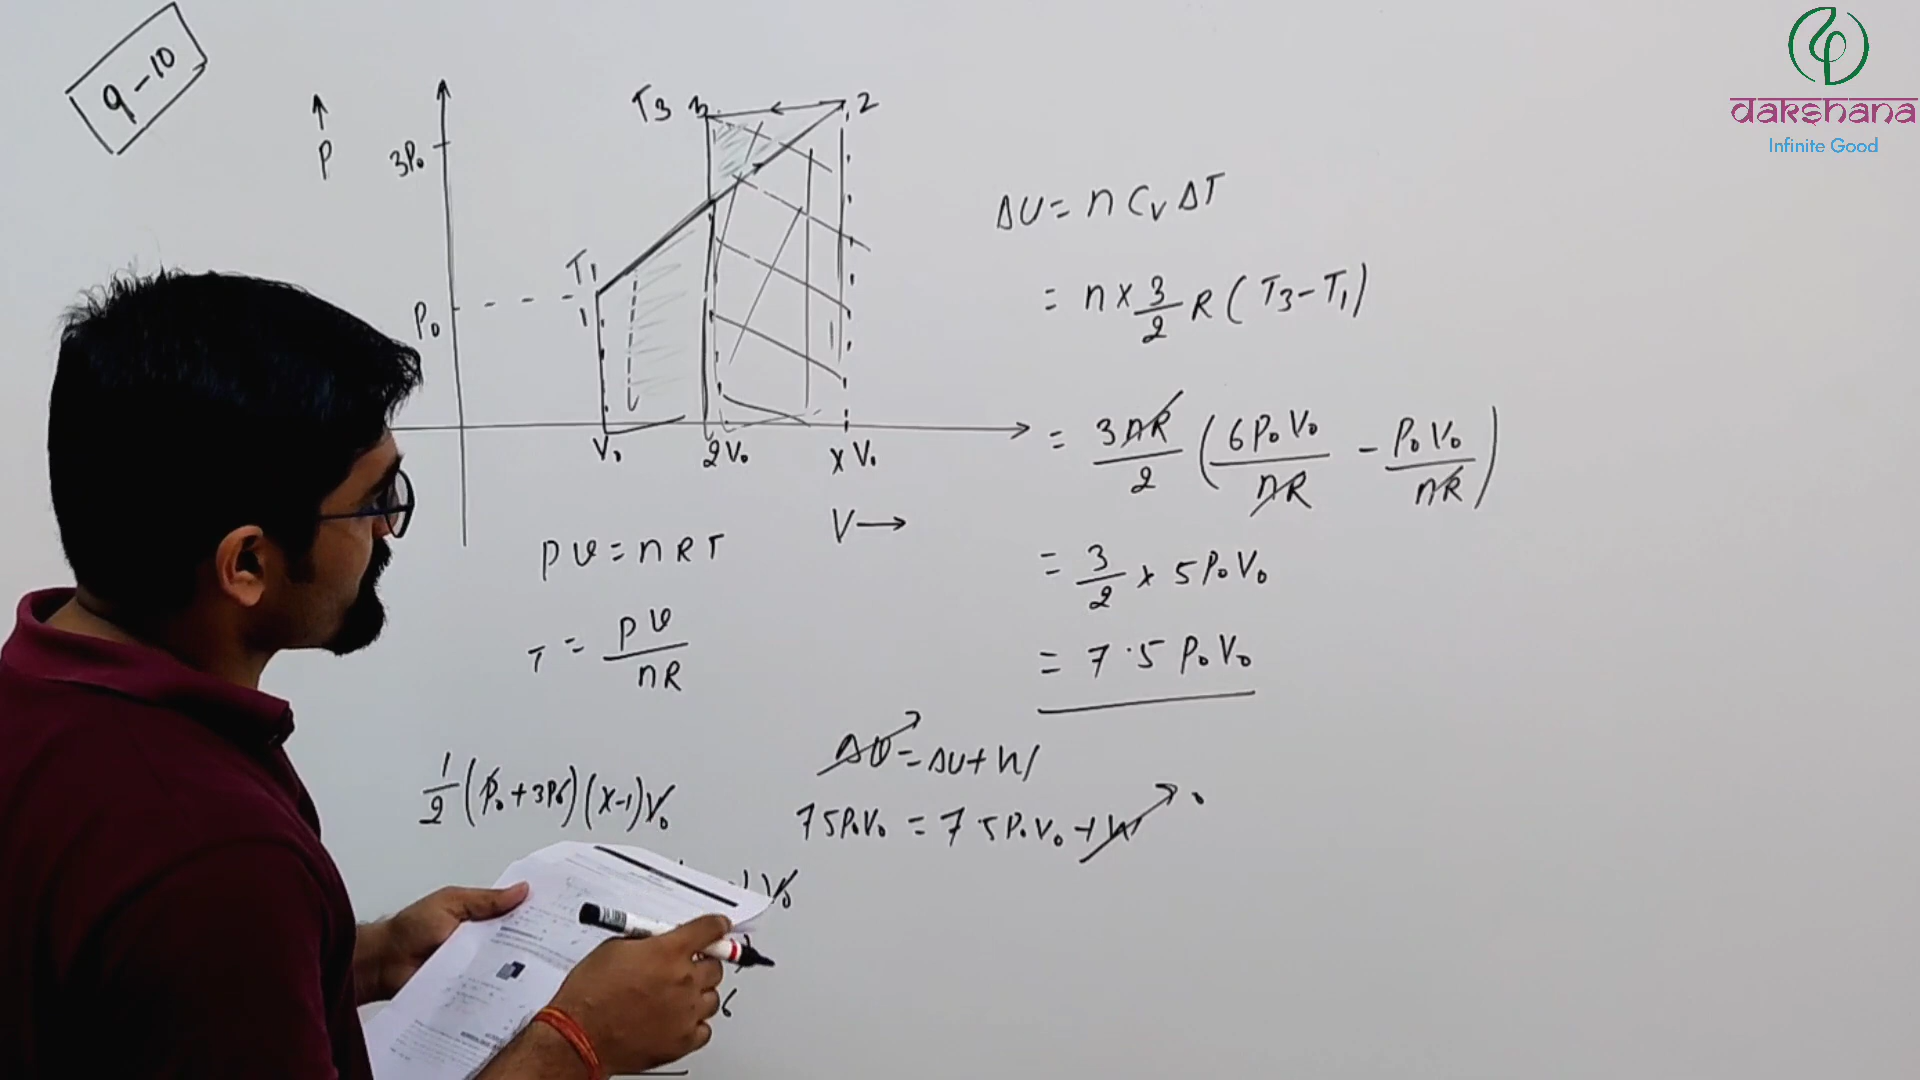 9-10
P
3P₀
P₀
T3 3
2
T₁
1
V₀
2V₀
xV₀
V→
PV = nRT
T = PV/nR
1/2 (P₀+3P₀)(x-1)V₀
V₀
6
ΔU = nCvΔT
= n × 3/2 R (T3 - T1)
= 3nR/2 (6P₀V₀/nR - P₀V₀/nR)
= 3/2 × 5P₀V₀
= 7.5 P₀V₀
ΔQ = ΔU + W
7.5P₀V₀ = 7.5P₀V₀ + W
dakshana
Infinite Good